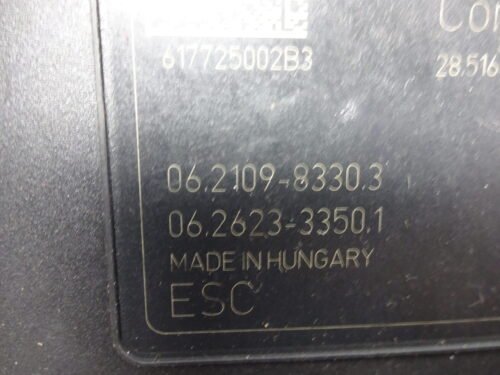 617725002B3
28.516
06.2109-8330.3
06.2623-3350.1
MADE IN HUNGARY
ESC